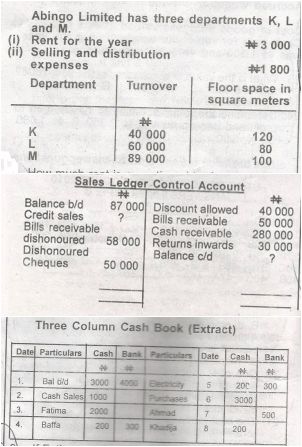 Abingo Limited has three departments K, L
and M.
(i) Rent for the year ₦3 000
(ii) Selling and distribution
expenses ₦1 800
Department Turnover Floor space in
square meters
₦
K 40 000 120
L 60 000 80
M 89 000 100
Sales Ledger Control Account
₦ ₦
Balance b/d 87 000 Discount allowed 40 000
Credit sales ? Bills receivable 50 000
Bills receivable Cash receivable 280 000
dishonoured 58 000 Returns inwards 30 000
Dishonoured Balance c/d ?
Cheques 50 000
Three Column Cash Book (Extract)
Date Particulars Cash Bank Particulars Date Cash Bank
₦ ₦ ₦ ₦
1. Bal b/d 3000 4000 Electricity 5 200 300
2. Cash Sales 1000 Purchases 6 3000
3. Fatima 2000 Ahmad 7 500
4. Baffa 200 300 Khadija 8 200